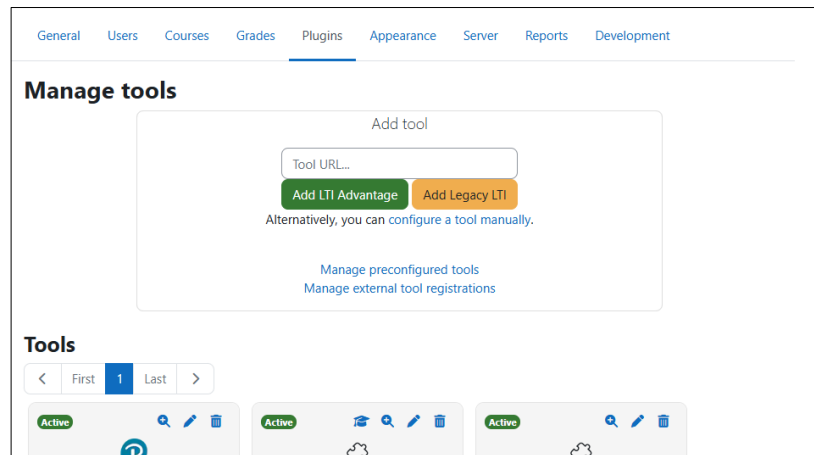 General Users Courses Grades Plugins Appearance Server Reports Development
Manage tools
Add tool
Tool URL...
Add LTI Advantage Add Legacy LTI
Alternatively, you can configure a tool manually.
Manage preconfigured tools
Manage external tool registrations
Tools
First 1 Last
Active Active Active